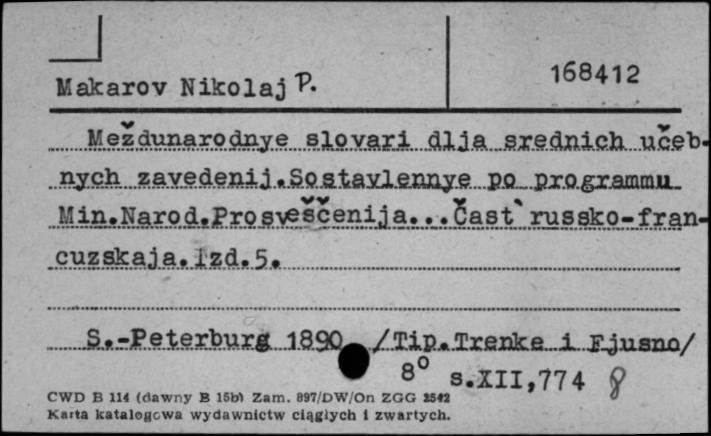 Makarov Nikolaj P.
168412
Meždunarodnye slovari dlja srednich učeb-
nych zavedenij.Sostavlennye po programmu
Min.Narod.Prosveščenija...Čast` russko-fran-
cuzskaja.Izd.5.
S.-Peterburg 1890 /Tip.Trenke i Fjusno/
8° s.XII,774 8
CWD B 114 (dawny B 15b) Zam. 897/DW/On ZGG 2542
Karta katalogowa wydawnictw ciągłych i zwartych.